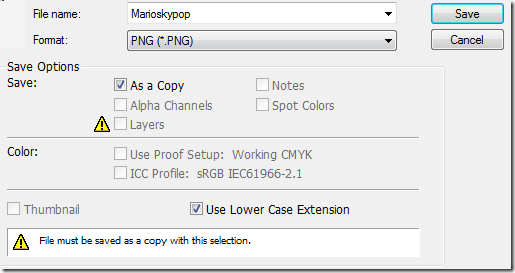 File name: Marioskypop Save
Format: PNG (*.PNG) Cancel
Save Options
Save: As a Copy Notes
Alpha Channels Spot Colors
Layers
Color: Use Proof Setup: Working CMYK
ICC Profile: sRGB IEC61966-2.1
Thumbnail Use Lower Case Extension
File must be saved as a copy with this selection.